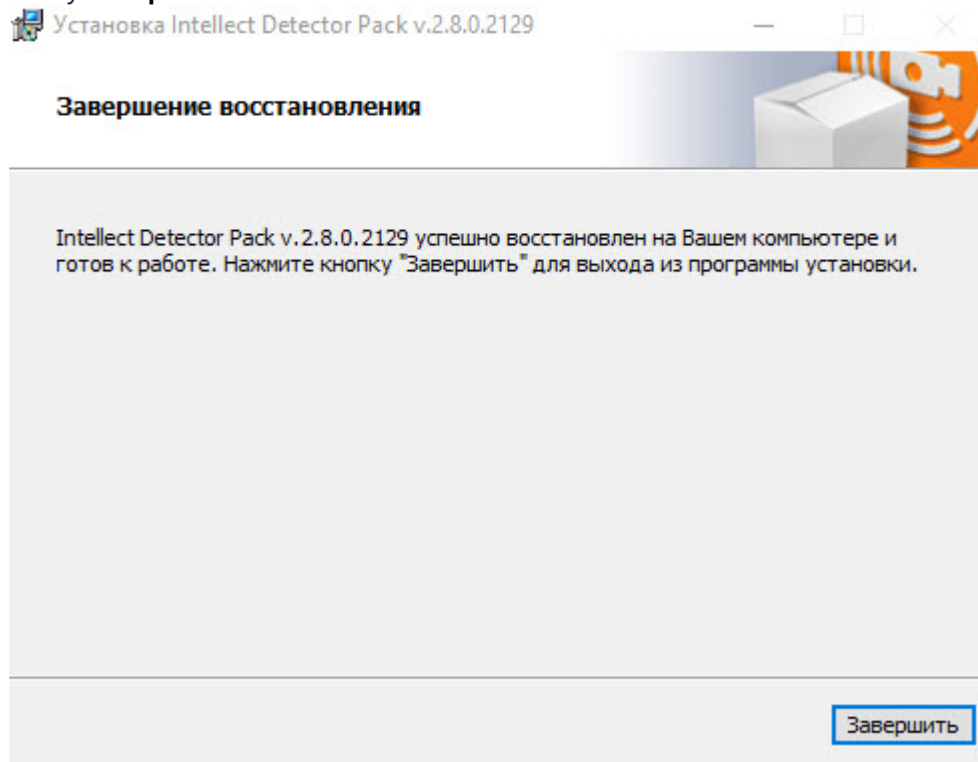 Установка Intellect Detector Pack v.2.8.0.2129
Завершение восстановления
Intellect Detector Pack v.2.8.0.2129 успешно восстановлен на Вашем компьютере и
готов к работе. Нажмите кнопку "Завершить" для выхода из программы установки.
Завершить